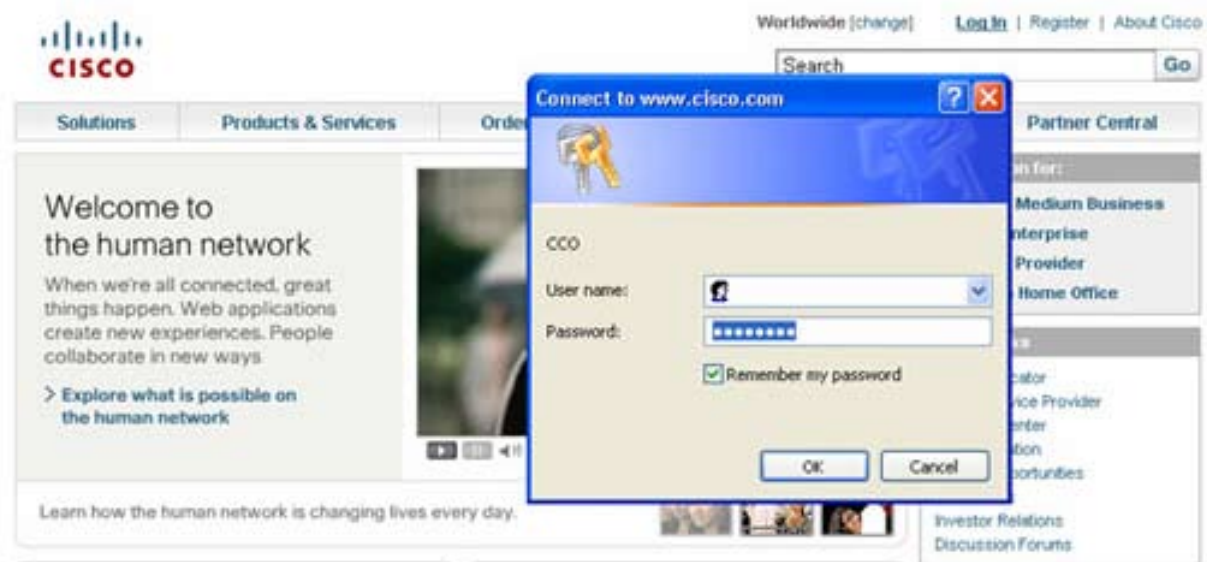 Worldwide [change] Log In | Register | About Cisco
CISCO
Search Go
Connect to www.cisco.com
Solutions Products & Services Partner Central
Welcome to
the human network
When we're all connected, great
things happen. Web applications
create new experiences. People
collaborate in new ways
> Explore what is possible on
the human network
CCO
User name:
Password:
Remember my password
OK Cancel
Medium Business
Provider
Home Office
Provider
Learn how the human network is changing lives every day.
Investor Relations
Discussion Forums